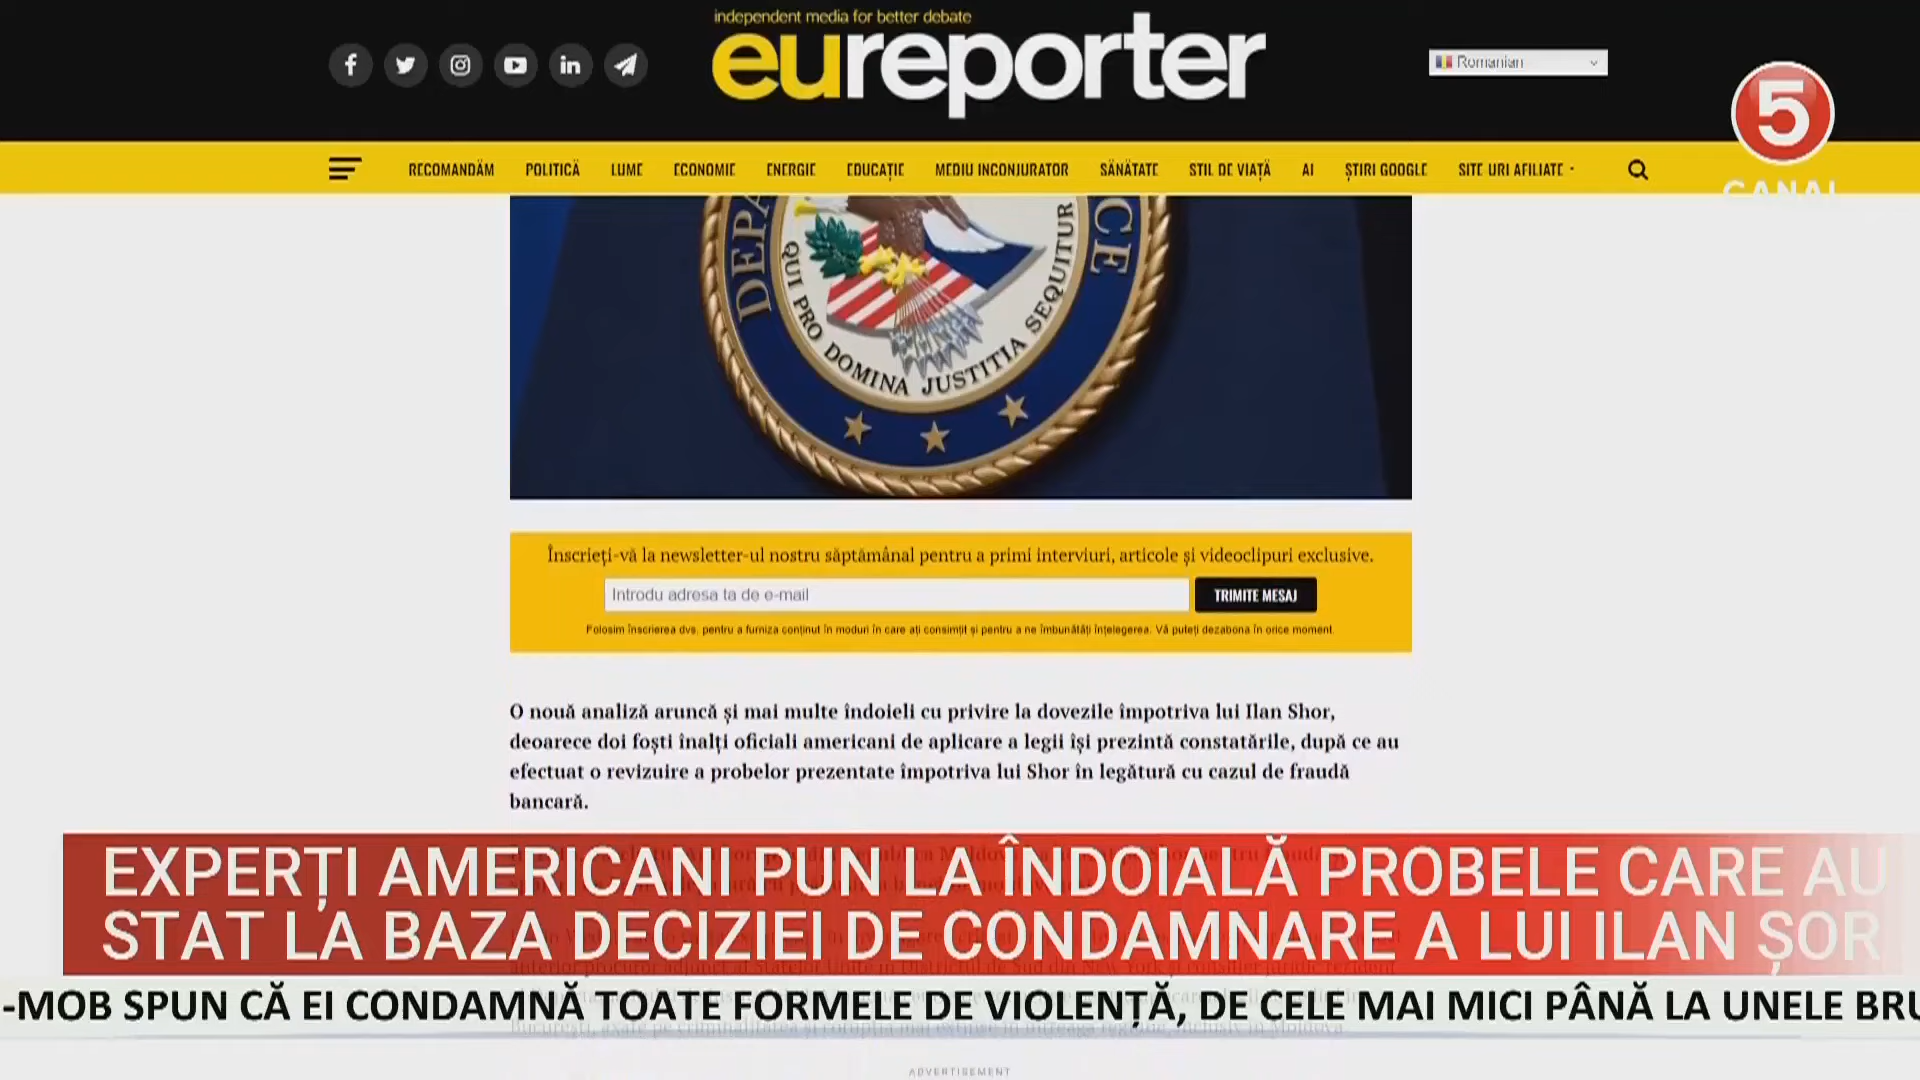 independent media for better debate
eureporter
Romanian
5
CANAL
RECOMANDĂM POLITICĂ LUME ECONOMIE ENERGIE EDUCAŢIE MEDIU INCONJURATOR SĂNĂTATE STIL DE VIAŢĂ AI ŞTIRI GOOGLE SITE URI AFILIATE
QUI PRO DOMINA JUSTITIA SEQUITUR
Înscrieți-vă la newsletter-ul nostru săptămânal pentru a primi interviuri, articole și videoclipuri exclusive.
Introdu adresa ta de e-mail
TRIMITE MESAJ
Folosim înscrierea dvs. pentru a furniza conținut în moduri în care ați consimțit și pentru a ne îmbunătăți înțelegerea. Vă puteți dezabona în orice moment.
O nouă analiză aruncă și mai multe îndoieli cu privire la dovezile împotriva lui Ilan Shor,
deoarece doi foști înalți oficiali americani de aplicare a legii își prezintă constatările, după ce au
efectuat o revizuire a probelor prezentate împotriva lui Shor în legătură cu cazul de fraudă
bancară.
EXPERȚI AMERICANI PUN LA ÎNDOIALĂ PROBELE CARE AU
STAT LA BAZA DECIZIEI DE CONDAMNARE A LUI ILAN ȘOR
-MOB SPUN CĂ EI CONDAMNĂ TOATE FORMELE DE VIOLENȚĂ, DE CELE MAI MICI PÂNĂ LA UNELE BRU
ADVERTISEMENT